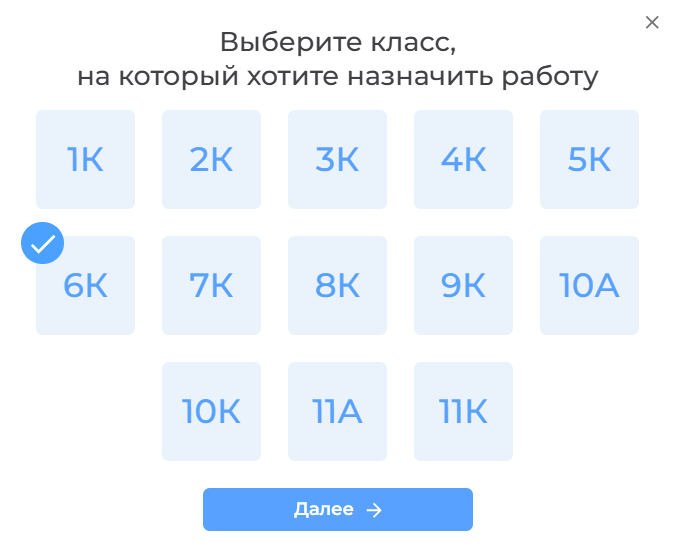 Выберите класс,
на который хотите назначить работу
1К 2К 3К 4К 5К
6К 7К 8К 9К 10А
10К 11А 11К
Далее →